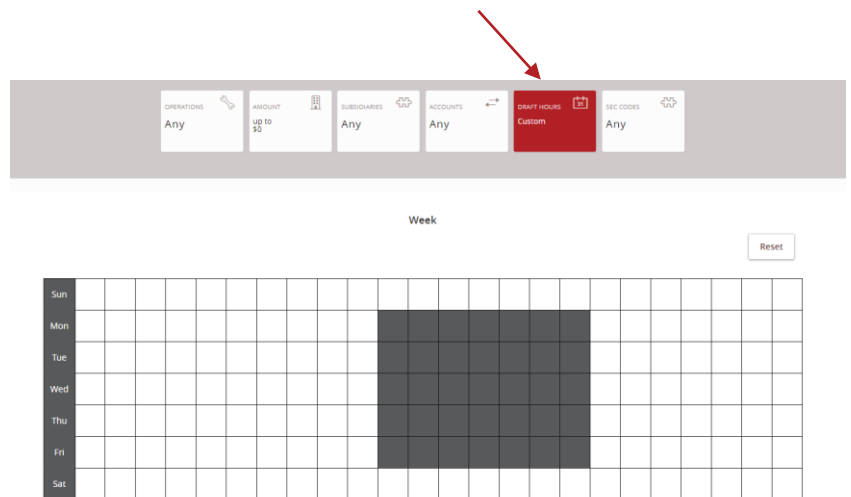 OPERATIONS
Any
AMOUNT
up to
$0
SUBSIDIARIES
Any
ACCOUNTS
Any
DRAFT HOURS
31
Custom
SEC CODES
Any
Week
Reset
Sun
Mon
Tue
Wed
Thu
Fri
Sat